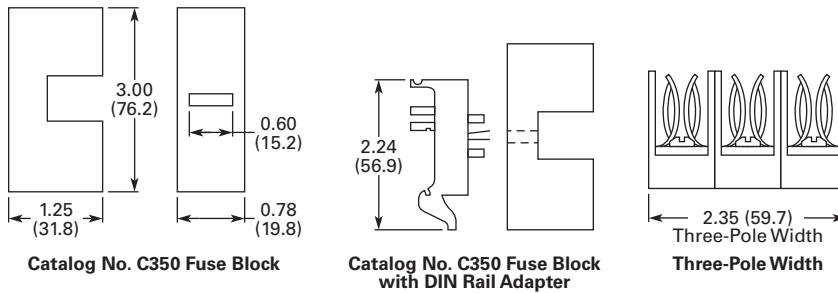 3.00
(76.2)
0.60
(15.2)
1.25
(31.8)
0.78
(19.8)
Catalog No. C350 Fuse Block
2.24
(56.9)
Catalog No. C350 Fuse Block
with DIN Rail Adapter
2.35 (59.7)
Three-Pole Width
Three-Pole Width